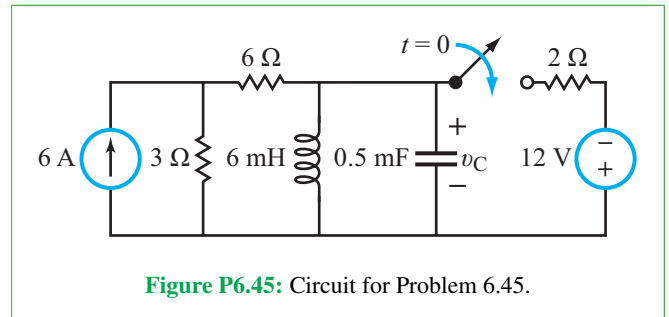 t = 0
6 Ω
2 Ω
6 A
3 Ω
6 mH
0.5 mF
+
υC
−
12 V
−
+
Figure P6.45: Circuit for Problem 6.45.